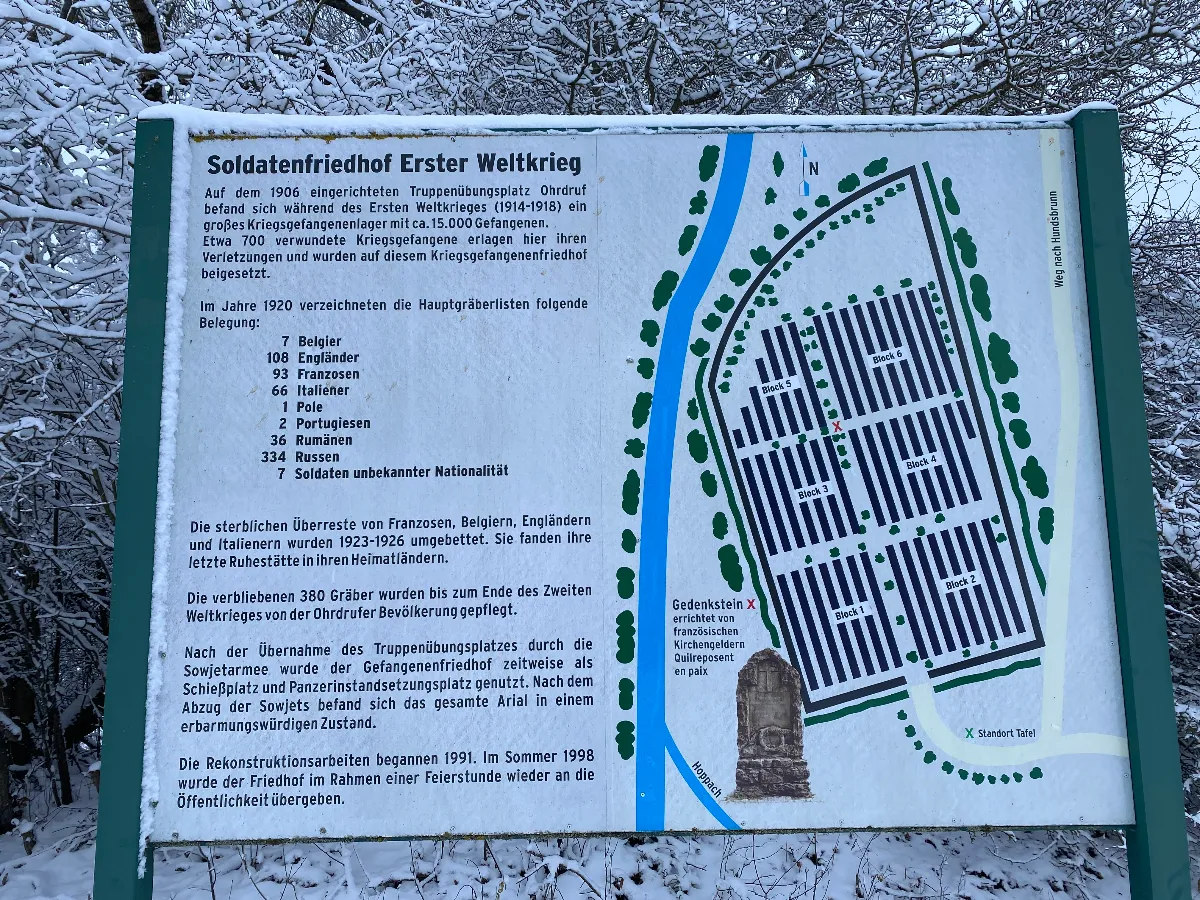 Soldatenfriedhof Erster Weltkrieg
Auf dem 1906 eingerichteten Truppenübungsplatz Ohrdruf
befand sich während des Ersten Weltkrieges (1914-1918) ein
großes Kriegsgefangenenlager mit ca. 15.000 Gefangenen.
Etwa 700 verwundete Kriegsgefangene erlagen hier ihren
Verletzungen und wurden auf diesem Kriegsgefangenenfriedhof
beigesetzt.
Im Jahre 1920 verzeichneten die Hauptgräberlisten folgende
Belegung:
7 Belgier
108 Engländer
93 Franzosen
66 Italiener
1 Pole
2 Portugiesen
36 Rumänen
334 Russen
7 Soldaten unbekannter Nationalität
Die sterblichen Überreste von Franzosen, Belgiern, Engländern
und Italienern wurden 1923-1926 umgebettet. Sie fanden ihre
letzte Ruhestätte in ihren Heimatländern.
Die verbliebenen 380 Gräber wurden bis zum Ende des Zweiten
Weltkrieges von der Ohrdrufer Bevölkerung gepflegt.
Nach der Übernahme des Truppenübungsplatzes durch die
Sowjetarmee wurde der Gefangenenfriedhof zeitweise als
Schießplatz und Panzerinstandsetzungsplatz genutzt. Nach dem
Abzug der Sowjets befand sich das gesamte Arial in einem
erbarmungswürdigen Zustand.
Die Rekonstruktionsarbeiten begannen 1991. Im Sommer 1998
wurde der Friedhof im Rahmen einer Feierstunde wieder an die
Öffentlichkeit übergeben.
N
Weg nach Hundsbrunn
Block 6
Block 5
X
Block 4
Block 3
Block 2
Block 1
Gedenkstein X
errichtet von
französischen
Kirchengeldern
Quilreposent
en paix
X Standort Tafel
Hoppach